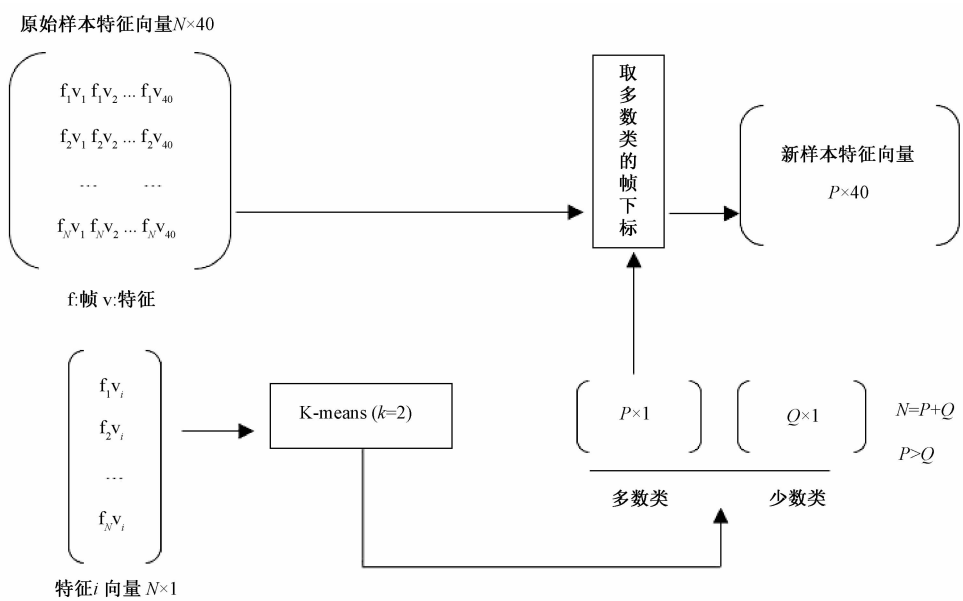 原始样本特征向量N×40
f1v1 f1v2 ... f1v40
f2v1 f2v2 ... f2v40
... ...
fNv1 fNv2 ... fNv40
f:帧 v:特征
取多数类的帧下标
新样本特征向量
P×40
f1vi
f2vi
...
fNvi
特征i 向量 N×1
K-means (k=2)
P×1
Q×1
N=P+Q
P>Q
多数类
少数类